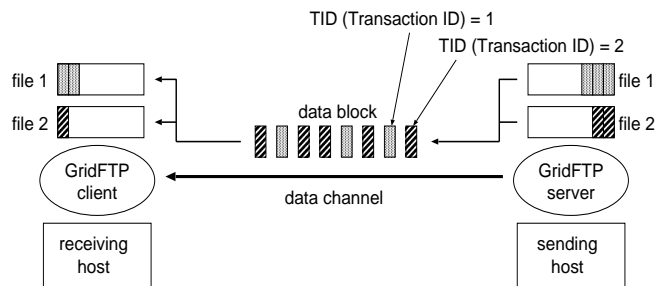 TID (Transaction ID) = 1
TID (Transaction ID) = 2
file 1
file 1
data block
file 2
file 2
GridFTP
client
GridFTP
server
data channel
receiving
host
sending
host